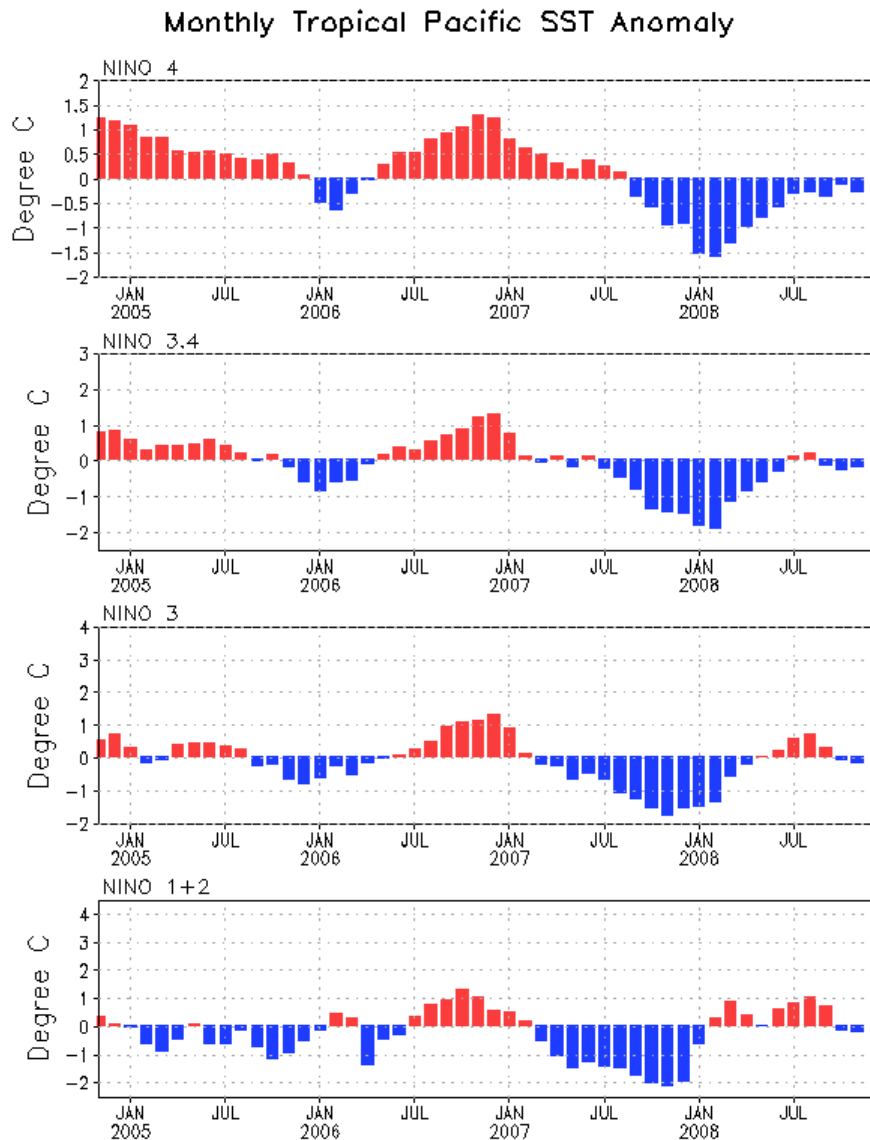 Monthly Tropical Pacific SST Anomaly
NINO 4
Degree C
2
1.5
1
0.5
0
−0.5
−1
−1.5
−2
JAN JUL JAN JUL JAN JUL JAN JUL
2005 2006 2007 2008
NINO 3.4
Degree C
3
2
1
0
−1
−2
JAN JUL JAN JUL JAN JUL JAN JUL
2005 2006 2007 2008
NINO 3
Degree C
4
3
2
1
0
−1
−2
JAN JUL JAN JUL JAN JUL JAN JUL
2005 2006 2007 2008
NINO 1+2
Degree C
4
3
2
1
0
−1
−2
JAN JUL JAN JUL JAN JUL JAN JUL
2005 2006 2007 2008